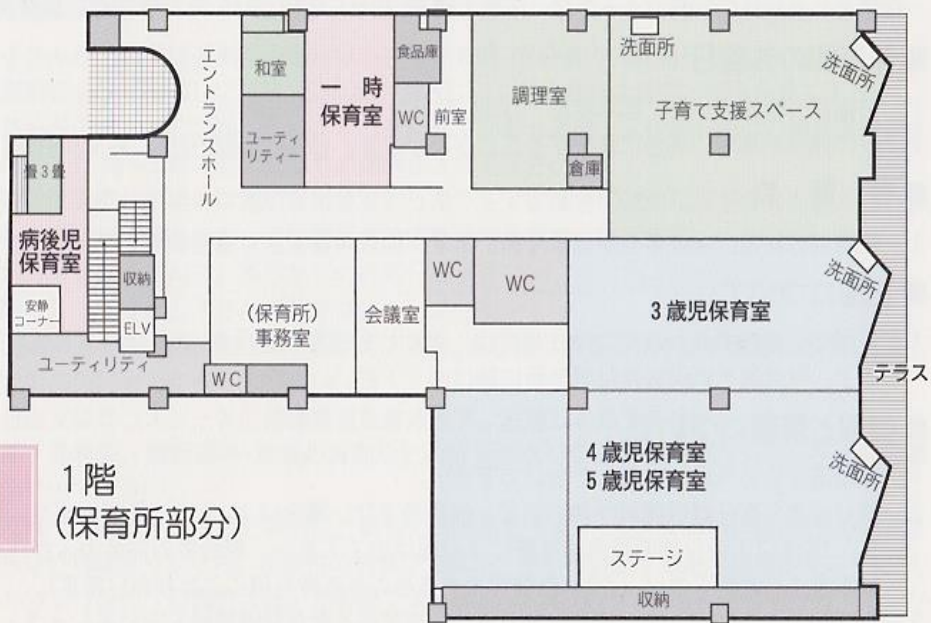 エントランスホール
和室
ユーティ
リティー
一時
保育室
食品庫
WC
前室
調理室
倉庫
洗面所
子育て支援スペース
洗面所
畳3畳
病後児
保育室
安静
コーナー
収納
ELV
ユーティリティ
(保育所)
事務室
WC
会議室
WC
WC
3歳児保育室
洗面所
テラス
4歳児保育室
5歳児保育室
洗面所
ステージ
収納
1階
(保育所部分)